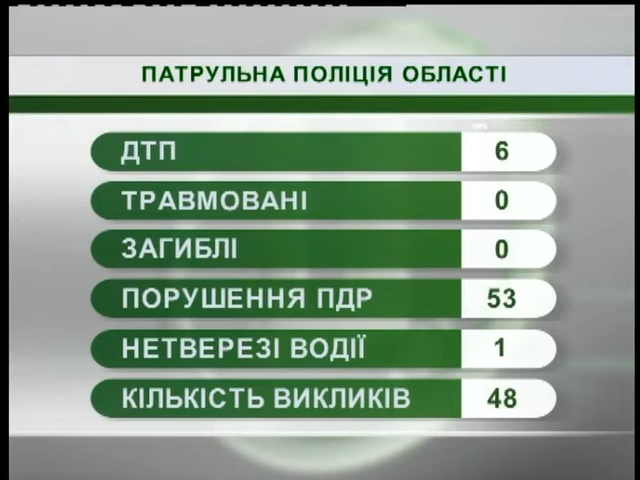 ПАТРУЛЬНА ПОЛІЦІЯ ОБЛАСТІ
ДТП 6
ТРАВМОВАНІ 0
ЗАГИБЛІ 0
ПОРУШЕННЯ ПДР 53
НЕТВЕРЕЗІ ВОДІЇ 1
КІЛЬКІСТЬ ВИКЛИКІВ 48